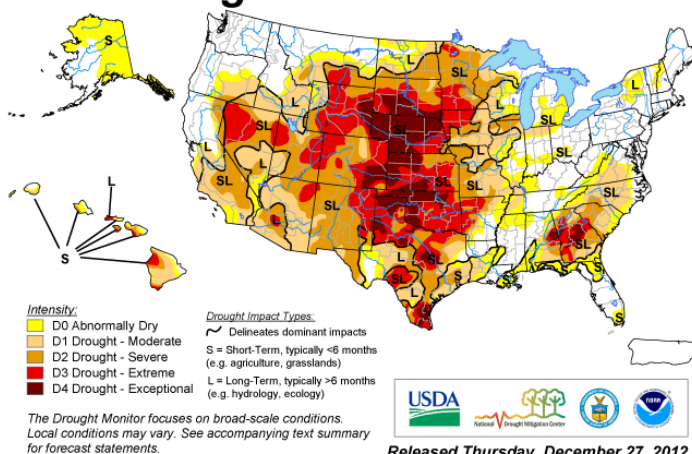 g
S
L
S
L
SL
L
L
SL
L
SL
L
SL
L
SL
L
SL
SL
L
SL
SL
SL
SL
L
SL
S
S
SL
L
S
Intensity:
D0 Abnormally Dry
D1 Drought - Moderate
D2 Drought - Severe
D3 Drought - Extreme
D4 Drought - Exceptional
Drought Impact Types:
Delineates dominant impacts
S = Short-Term, typically <6 months
(e.g. agriculture, grasslands)
L = Long-Term, typically >6 months
(e.g. hydrology, ecology)
The Drought Monitor focuses on broad-scale conditions.
Local conditions may vary. See accompanying text summary
for forecast statements.
USDA
National Drought Mitigation Center
NOAA
Released Thursday, December 27, 2012